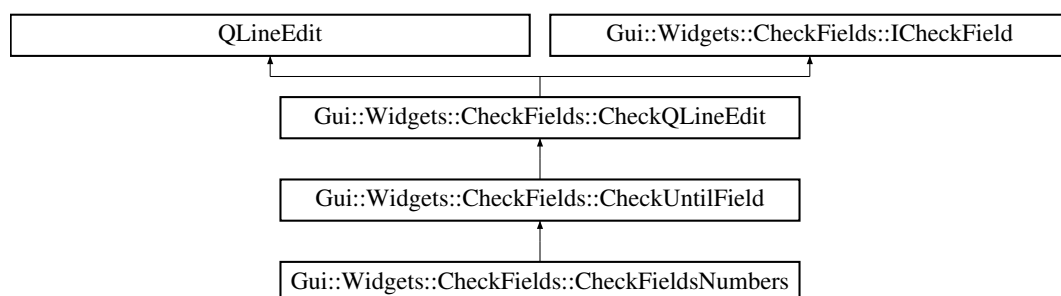 QLineEdit
Gui::Widgets::CheckFields::ICheckField
Gui::Widgets::CheckFields::CheckQLineEdit
Gui::Widgets::CheckFields::CheckUntilField
Gui::Widgets::CheckFields::CheckFieldsNumbers